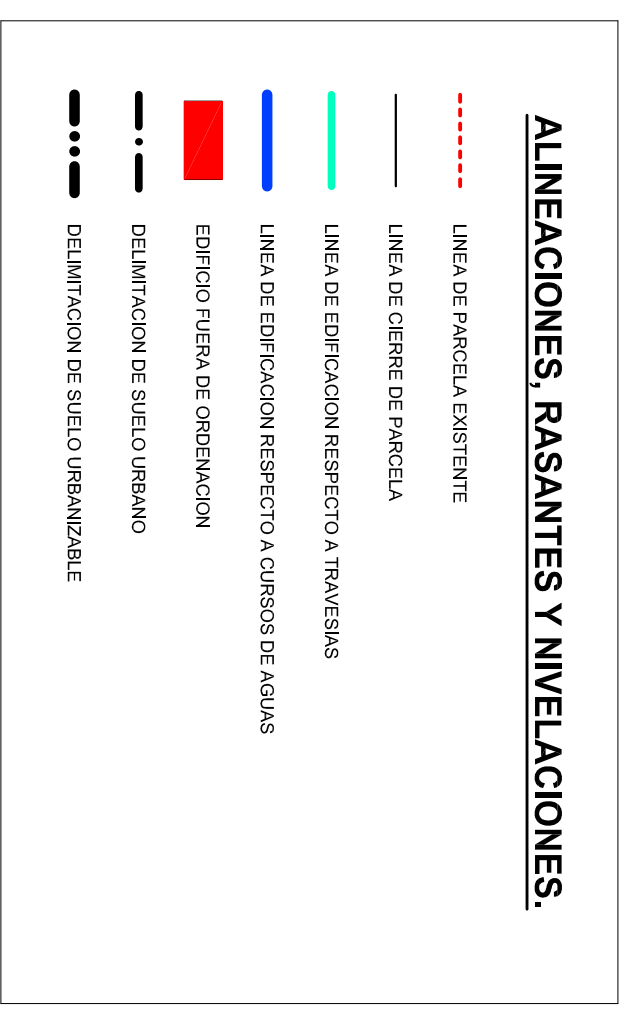 ALINEACIONES, RASANTES Y NIVELACIONES.
LINEA DE PARCELA EXISTENTE
LINEA DE CIERRE DE PARCELA
LINEA DE EDIFICACION RESPECTO A TRAVESIAS
LINEA DE EDIFICACION RESPECTO A CURSOS DE AGUAS
EDIFICIO FUERA DE ORDENACION
DELIMITACION DE SUELO URBANO
DELIMITACION DE SUELO URBANIZABLE